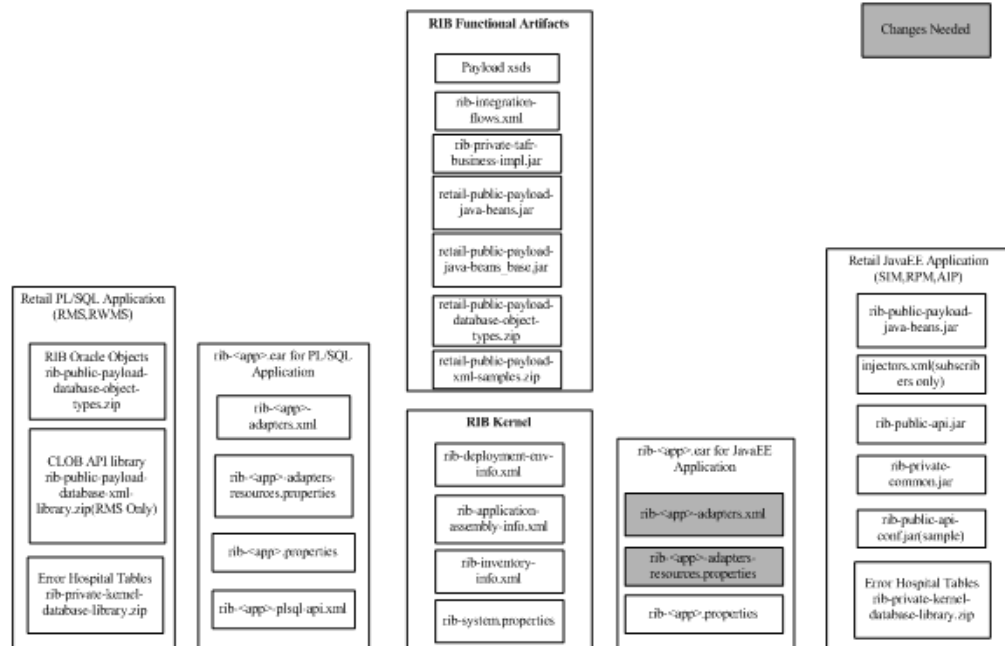 RIB Functional Artifacts
Payload xsds
rib-integration-
flows.xml
rib-private-tafr-
business-impl.jar
retail-public-payload-
java-beans.jar
retail-public-payload-
java-beans_base.jar
retail-public-payload-
database-object-
types.zip
retail-public-payload-
xml-samples.zip
Changes Needed
Retail PL/SQL Application
(RMS,RWMS)
RIB Oracle Objects
rib-public-payload-
database-object-
types.zip
CLOB API library
rib-public-payload-
database-xml-
library.zip(RMS Only)
Error Hospital Tables
rib-private-kernel-
database-library.zip
rib-<app>.ear for PL/SQL
Application
rib-<app>-
adapters.xml
rib-<app>-adapters-
resources.properties
rib-<app>.properties
rib-<app>-plsql-api.xml
RIB Kernel
rib-deployment-env-
info.xml
rib-application-
assembly-info.xml
rib-inventory-
info.xml
rib-system.properties
rib-<app>.ear for JavaEE
Application
rib-<app>-adapters.xml
rib-<app>-adapters-
resources.properties
rib-<app>.properties
Retail JavaEE Application
(SIM,RPM,AIP)
rib-public-payload-
java-beans.jar
injectors.xml(subscri
bers only)
rib-public-api.jar
rib-private-
common.jar
rib-public-api-
conf.jar(sample)
Error Hospital Tables
rib-private-kernel-
database-library.zip